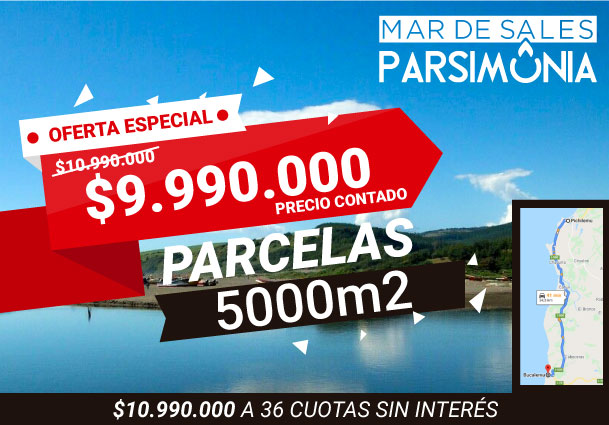 MAR DE SALES
PARSIMÔNIA
OFERTA ESPECIAL
$10.990.000
$9.990.000
PRECIO CONTADO
PARCELAS
5000m2
Pichilemu
Bucalemu
$10.990.000 A 36 CUOTAS SIN INTERÉS